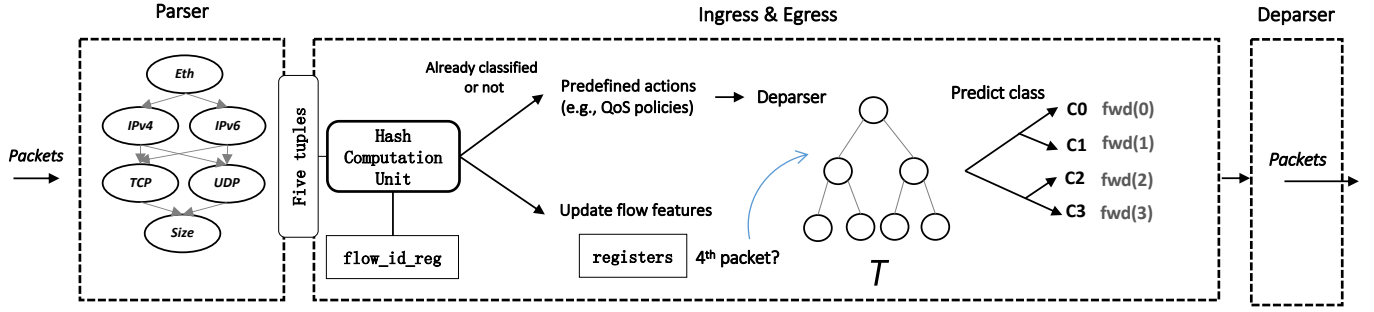 Parser
Ingress & Egress
Deparser
Packets
Eth
IPv4
IPv6
TCP
UDP
Size
Five tuples
Hash
Computation
Unit
flow_id_reg
Already classified
or not
Predefined actions
(e.g., QoS policies)
Deparser
Update flow features
registers
4th packet?
T
Predict class
C0 fwd(0)
C1 fwd(1)
C2 fwd(2)
C3 fwd(3)
Packets